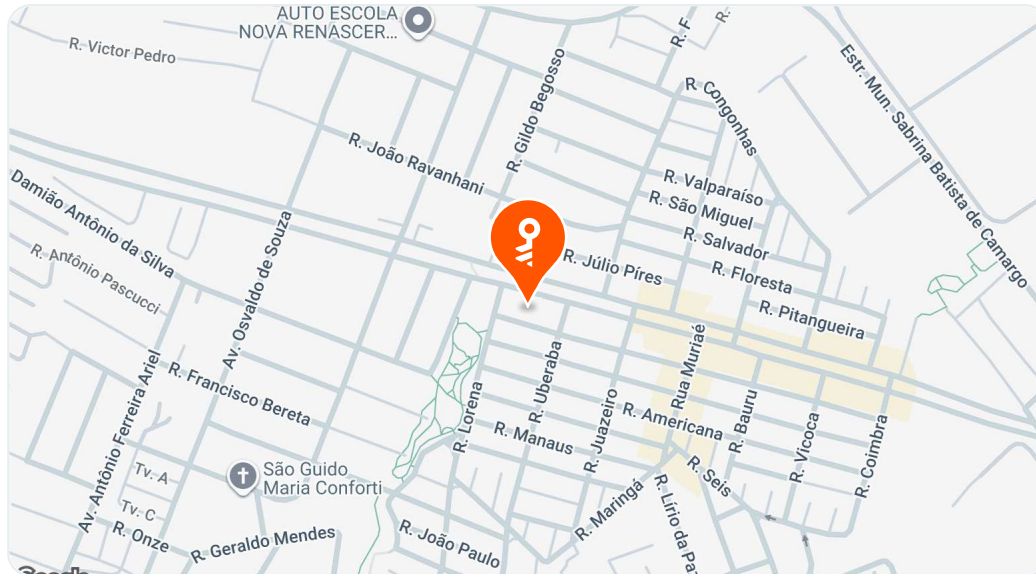 AUTO ESCOLA
NOVA RENASCER...
R. Victor Pedro
R. F
R.
R. Congonhas
Estr. Mun. Sabrina Batista de Camargo
R. Gildo Begosso
R. João Ravanhani
R. Valparaíso
R. São Miguel
R. Salvador
R. Floresta
R. Pitangueira
R. Júlio Píres
Damião Antônio da Silva
R. Antônio Pascucci
Av. Osvaldo de Souza
Av. Antônio Ferreira Ariel
R. Francisco Bereta
R. Lorena
R. Uberaba
R. Juazeiro
Rua Muriaé
R. Americana
R. Manaus
R. Bauru
R. Vicoca
R. Coimbra
R. Seis
R. Maringá
R. Lírio da Paz
São Guido
Maria Conforti
Tv. A
Tv. C
R. Onze
R. Geraldo Mendes
R. João Paulo